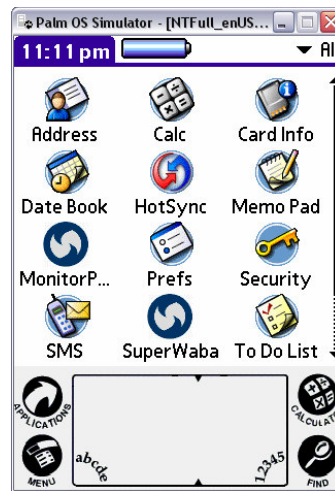 Palm OS Simulator - [NTFull_enUS...
11:11 pm
All
Address Calc Card Info
Date Book HotSync Memo Pad
MonitorP... Prefs Security
SMS SuperWaba To Do List
APPLICATIONS
CALCULATOR
MENU
abcde
12345
FIND